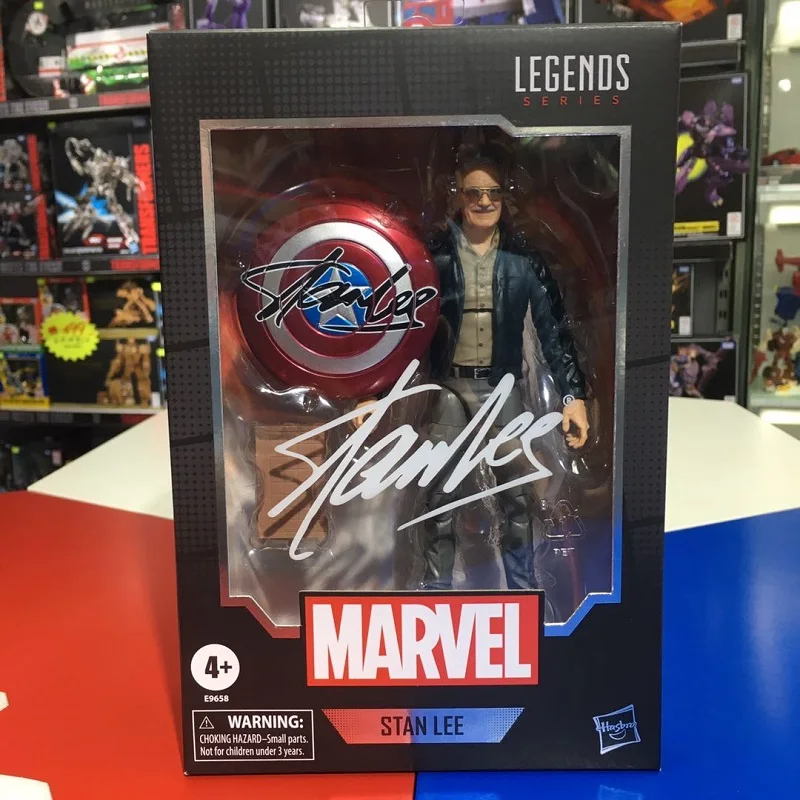 LEGENDS
SERIES
Stan Lee
Stan Lee
®
MARVEL
4+
E9658
WARNING:
CHOKING HAZARD—Small parts.
Not for children under 3 years.
STAN LEE
Hasbro
TRANSFORMERS